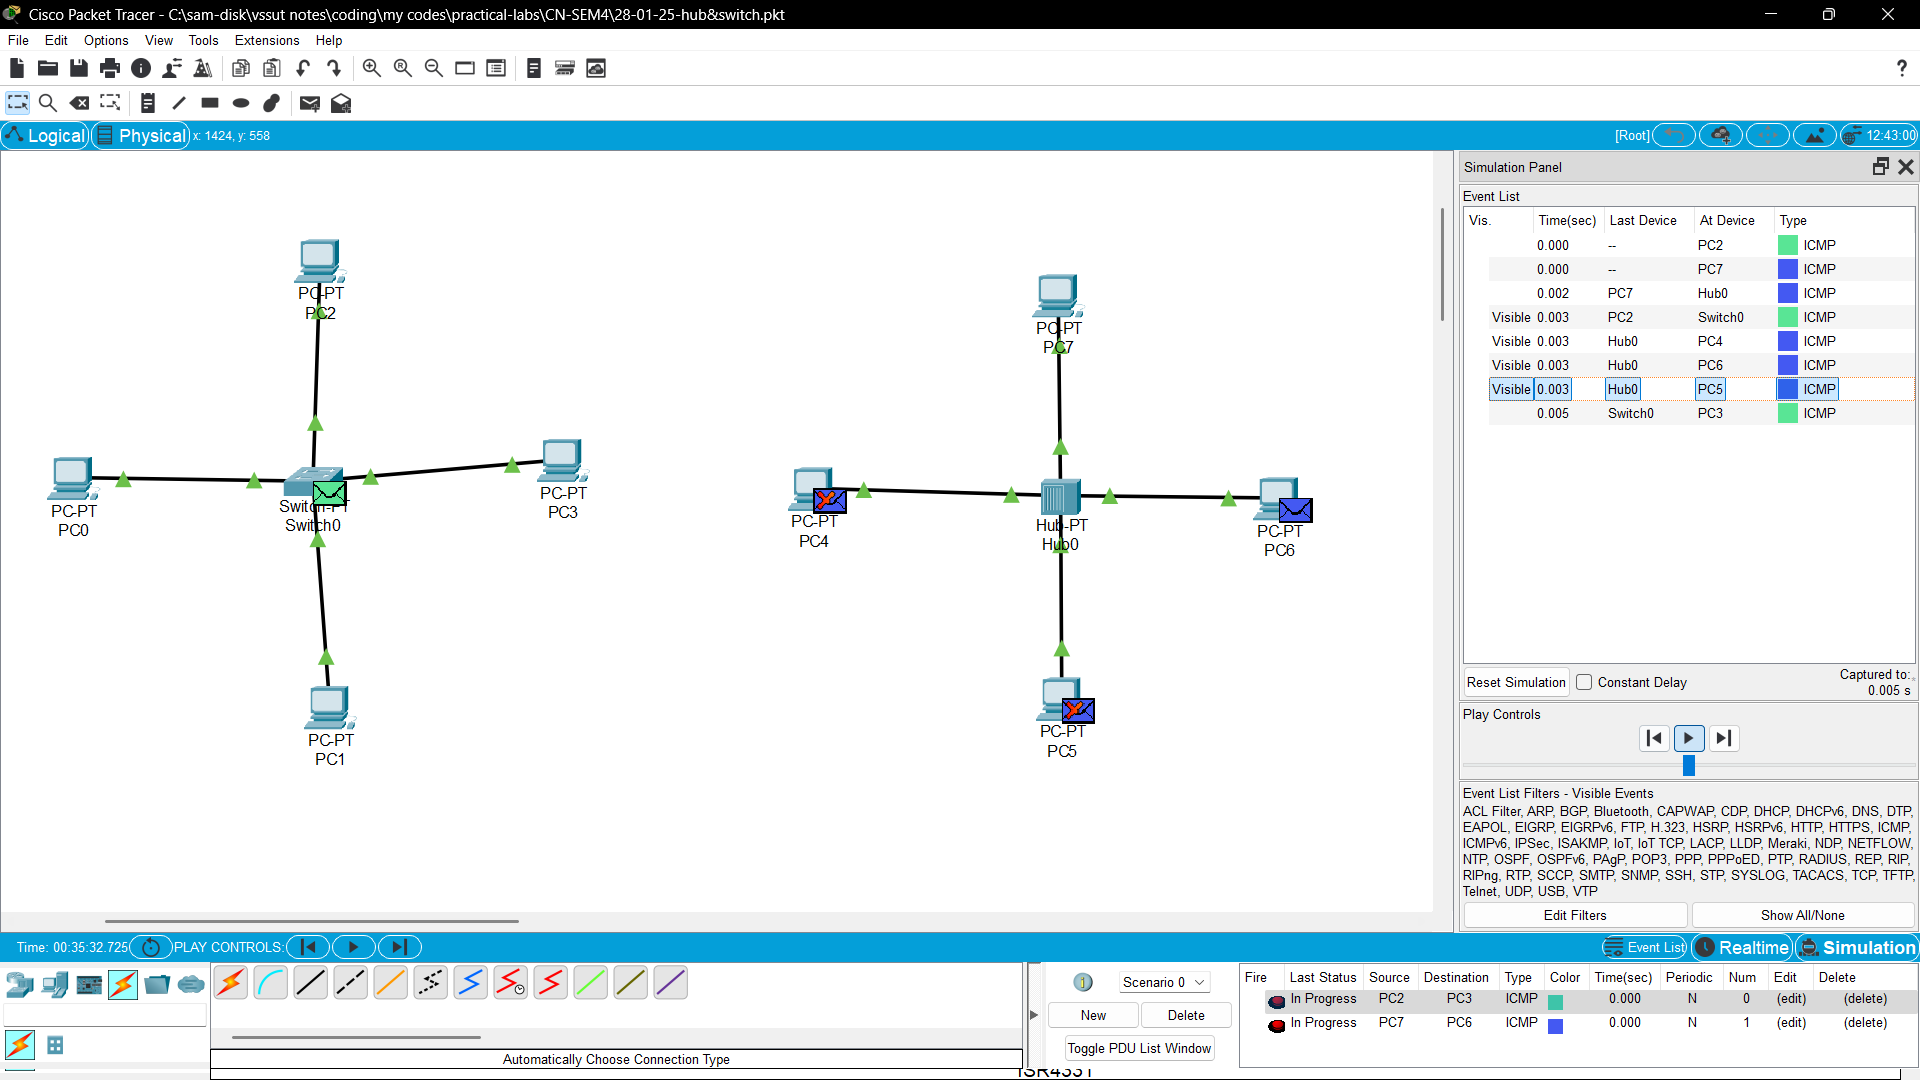 Cisco Packet Tracer - C:\sam-disk\vssut notes\coding\my codes\practical-labs\CN-SEM4\28-01-25-hub&switch.pkt
File Edit Options View Tools Extensions Help
Logical Physical x: 1424, y: 558 [Root] 12:43:00
PC-PT
PC2
PC-PT
PC7
PC-PT
PC0
Switch-PT
Switch0
PC-PT
PC3
PC-PT
PC4
Hub-PT
Hub0
PC-PT
PC6
PC-PT
PC1
PC-PT
PC5
Simulation Panel
Event List
Vis. Time(sec) Last Device At Device Type
0.000 -- PC2 ICMP
0.000 -- PC7 ICMP
0.002 PC7 Hub0 ICMP
Visible 0.003 PC2 Switch0 ICMP
Visible 0.003 Hub0 PC4 ICMP
Visible 0.003 Hub0 PC6 ICMP
Visible 0.003 Hub0 PC5 ICMP
0.005 Switch0 PC3 ICMP
Reset Simulation Constant Delay Captured to:
0.005 s
Play Controls
Event List Filters - Visible Events
ACL Filter, ARP, BGP, Bluetooth, CAPWAP, CDP, DHCP, DHCPv6, DNS, DTP,
EAPOL, EIGRP, EIGRPv6, FTP, H.323, HSRP, HSRPv6, HTTP, HTTPS, ICMP,
ICMPv6, IPSec, ISAKMP, IoT, IoT TCP, LACP, LLDP, Meraki, NDP, NETFLOW,
NTP, OSPF, OSPFv6, PAgP, POP3, PPP, PPPoED, PTP, RADIUS, REP, RIP,
RIPng, RTP, SCCP, SMTP, SNMP, SSH, STP, SYSLOG, TACACS, TCP, TFTP,
Telnet, UDP, USB, VTP
Edit Filters Show All/None
Time: 00:35:32.725 PLAY CONTROLS: Event List Realtime Simulation
Automatically Choose Connection Type
ISR4331
Scenario 0
New Delete
Toggle PDU List Window
Fire Last Status Source Destination Type Color Time(sec) Periodic Num Edit Delete
In Progress PC2 PC3 ICMP 0.000 N 0 (edit) (delete)
In Progress PC7 PC6 ICMP 0.000 N 1 (edit) (delete)